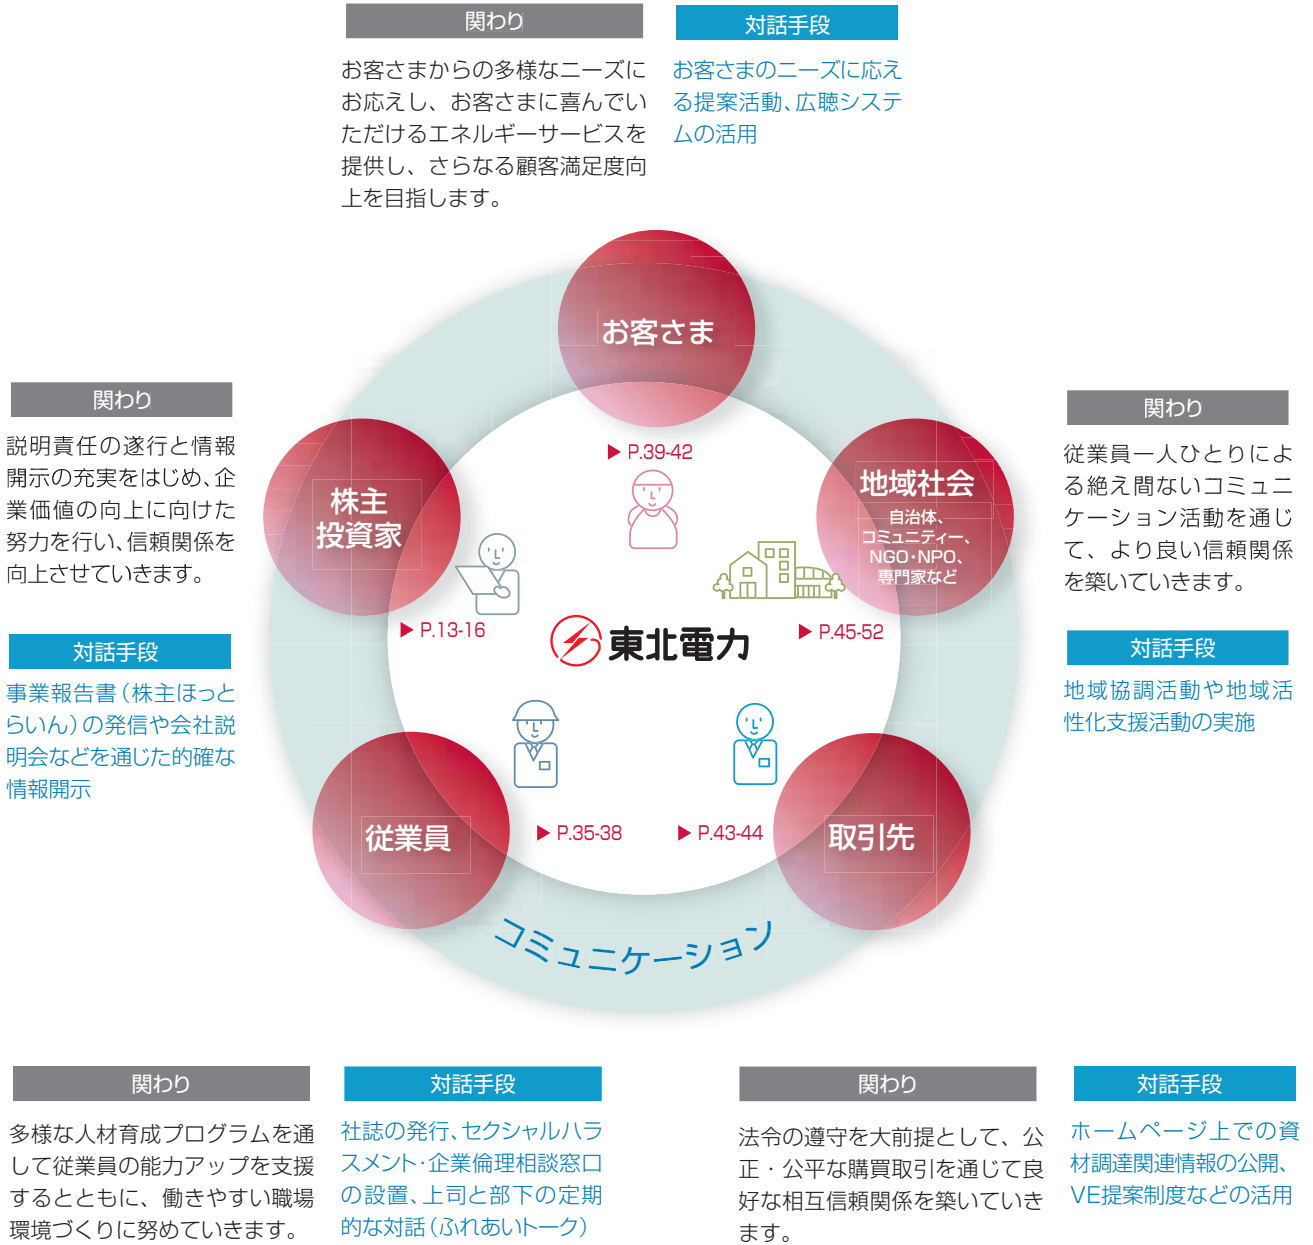 関わり
お客さまからの多様なニーズに
お応えし、お客さまに喜んでい
ただけるエネルギーサービスを
提供し、さらなる顧客満足度向
上を目指します。
対話手段
お客さまのニーズに応え
る提案活動、広聴システ
ムの活用
お客さま
▶ P.39-42
関わり
説明責任の遂行と情報
開示の充実をはじめ、企
業価値の向上に向けた
努力を行い、信頼関係を
向上させていきます。
対話手段
事業報告書（株主ほっと
らいん）の発信や会社説
明会などを通じた的確な
情報開示
株主
投資家
▶ P.13-16
東北電力
地域社会
自治体、
コミュニティー、
NGO・NPO、
専門家など
▶ P.45-52
関わり
従業員一人ひとりによ
る絶え間ないコミュニ
ケーション活動を通じ
て、より良い信頼関係
を築いていきます。
対話手段
地域協調活動や地域活
性化支援活動の実施
従業員
▶ P.35-38
▶ P.43-44
取引先
コミュニケーション
関わり
多様な人材育成プログラムを通
して従業員の能力アップを支援
するとともに、働きやすい職場
環境づくりに努めていきます。
対話手段
社誌の発行、セクシャルハラ
スメント・企業倫理相談窓口
の設置、上司と部下の定期
的な対話（ふれあいトーク）
関わり
法令の遵守を大前提として、公
正・公平な購買取引を通じて良
好な相互信頼関係を築いていき
ます。
対話手段
ホームページ上での資
材調達関連情報の公開、
VE提案制度などの活用